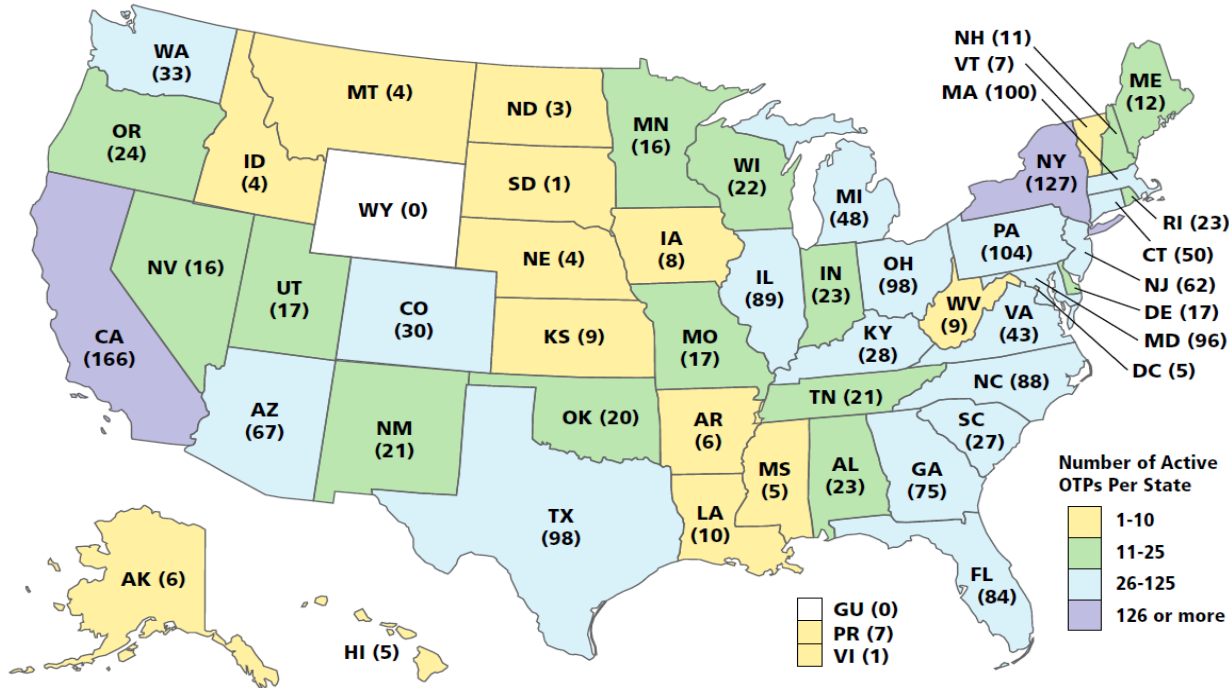 WA
(33)
OR
(24)
CA
(166)
NV (16)
ID
(4)
MT (4)
WY (0)
UT
(17)
AZ
(67)
CO
(30)
NM
(21)
ND (3)
SD (1)
NE (4)
KS (9)
OK (20)
TX
(98)
MN
(16)
IA
(8)
MO
(17)
AR
(6)
LA
(10)
WI
(22)
IL
(89)
MS
(5)
MI
(48)
IN
(23)
KY
(28)
TN (21)
AL
(23)
OH
(98)
WV
(9)
VA
(43)
NC (88)
SC
(27)
GA
(75)
FL
(84)
PA
(104)
NY
(127)
NH (11)
VT (7)
MA (100)
ME
(12)
RI (23)
CT (50)
NJ (62)
DE (17)
MD (96)
DC (5)
AK (6)
HI (5)
GU (0)
PR (7)
VI (1)
Number of Active
OTPs Per State
1-10
11-25
26-125
126 or more